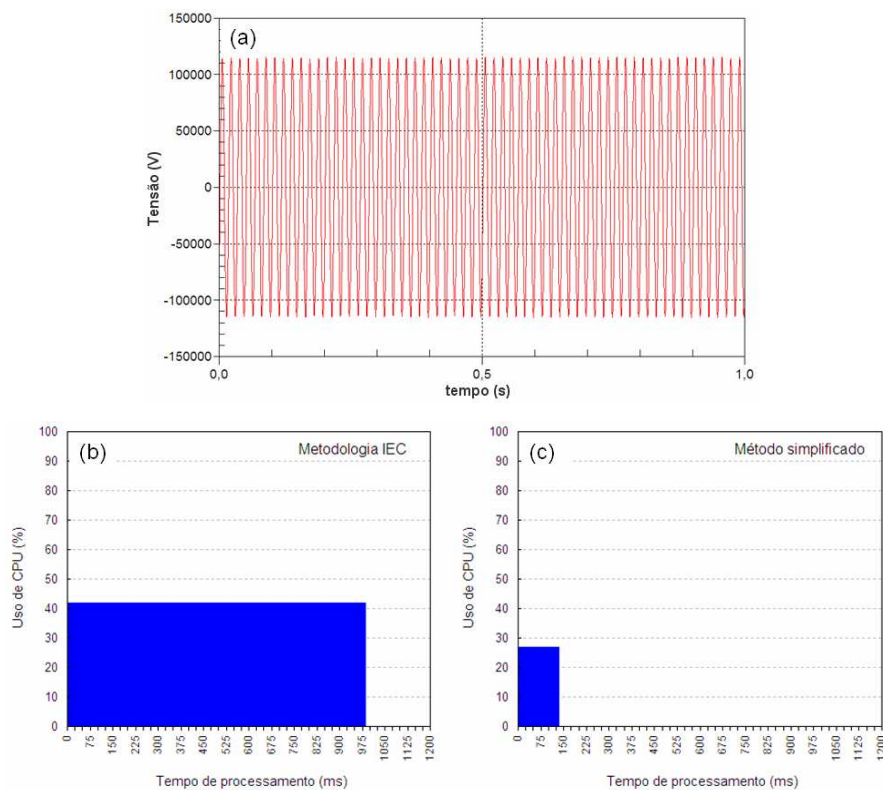 (a)
Tensão (V)
150000
100000
50000
0
-50000
-100000
-150000
0,0
0,5
1,0
tempo (s)
(b)
Metodologia IEC
Uso de CPU (%)
100
90
80
70
60
50
40
30
20
10
0
0 75 150 225 300 375 450 525 600 675 750 825 900 975 1050 1125 1200
Tempo de processamento (ms)
(c)
Método simplificado
Uso de CPU (%)
100
90
80
70
60
50
40
30
20
10
0
0 75 150 225 300 375 450 525 600 675 750 825 900 975 1050 1125 1200
Tempo de processamento (ms)